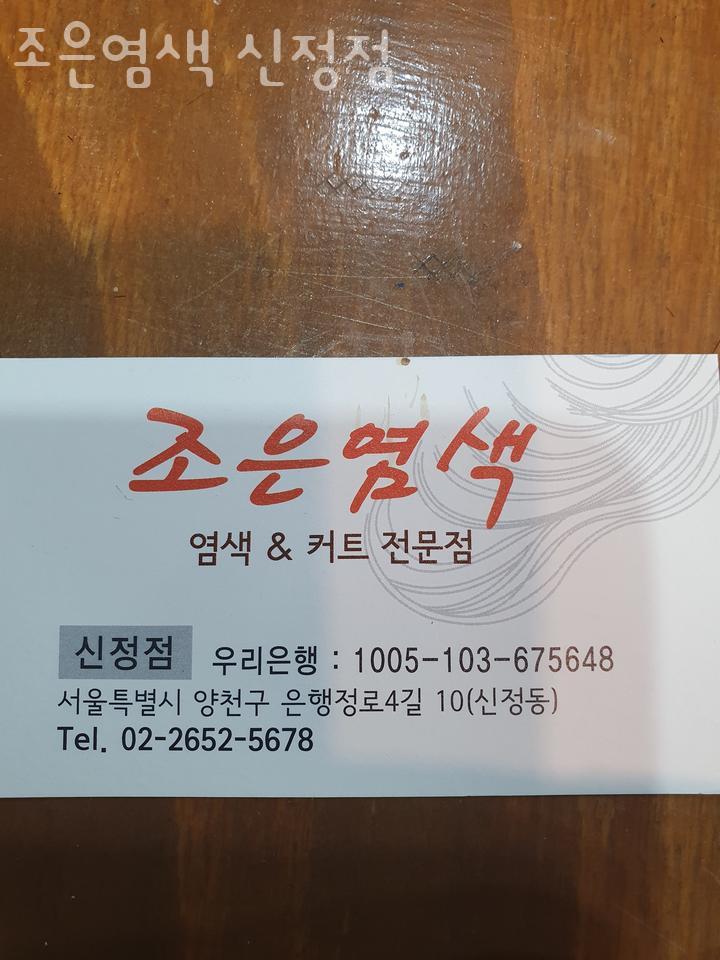 조은염색 신정점
조은염색
염색 & 커트 전문점
신정점 우리은행 : 1005-103-675648
서울특별시 양천구 은행정로4길 10(신정동)
Tel. 02-2652-5678